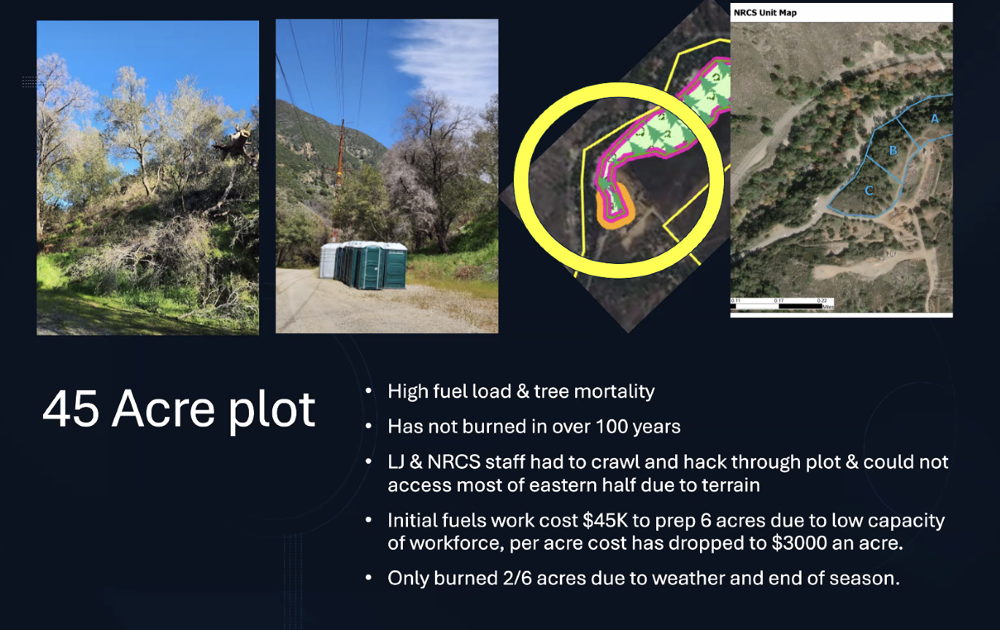 NRCS Unit Map
A
B
C
0.11 0.17 0.22
Miles
45 Acre plot
• High fuel load & tree mortality
• Has not burned in over 100 years
• LJ & NRCS staff had to crawl and hack through plot & could not
access most of eastern half due to terrain
• Initial fuels work cost $45K to prep 6 acres due to low capacity
of workforce, per acre cost has dropped to $3000 an acre.
• Only burned 2/6 acres due to weather and end of season.